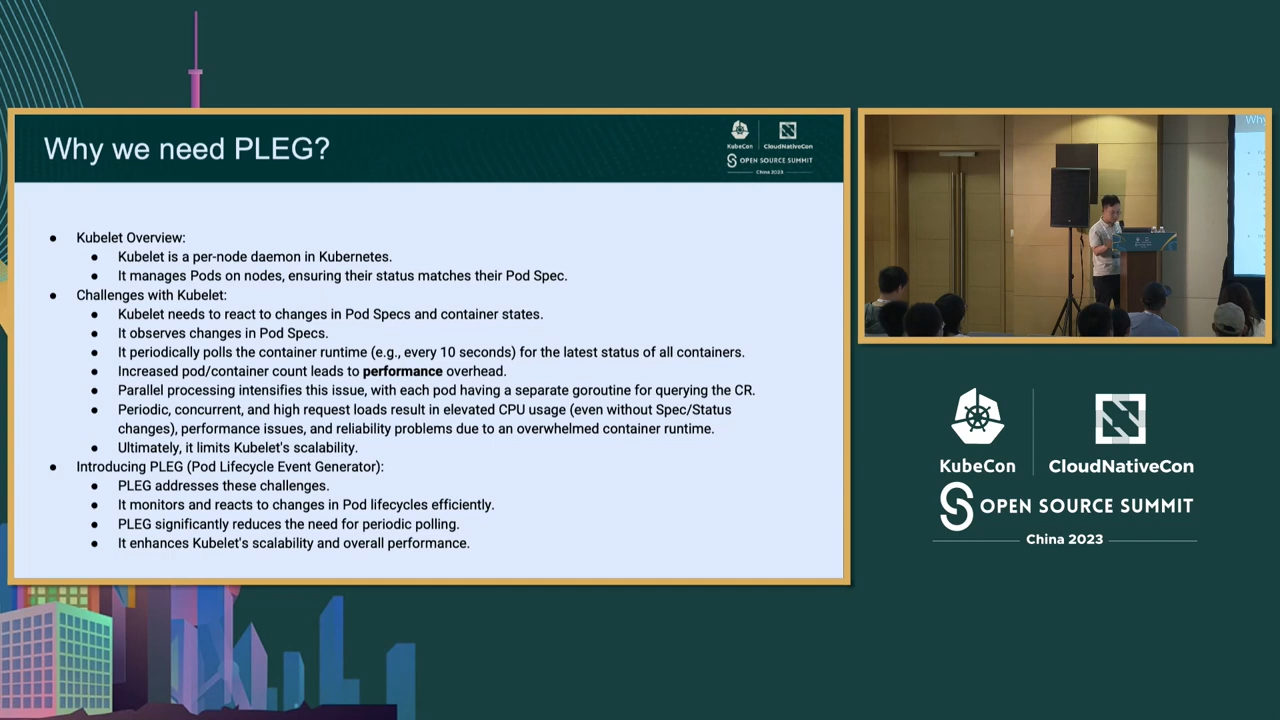 Why we need PLEG?
KubeCon
CloudNativeCon
OPEN SOURCE SUMMIT
China 2023
Kubelet Overview:
Kubelet is a per-node daemon in Kubernetes.
It manages Pods on nodes, ensuring their status matches their Pod Spec.
Challenges with Kubelet:
Kubelet needs to react to changes in Pod Specs and container states.
It observes changes in Pod Specs.
It periodically polls the container runtime (e.g., every 10 seconds) for the latest status of all containers.
Increased pod/container count leads to performance overhead.
Parallel processing intensifies this issue, with each pod having a separate goroutine for querying the CR.
Periodic, concurrent, and high request loads result in elevated CPU usage (even without Spec/Status
changes), performance issues, and reliability problems due to an overwhelmed container runtime.
Ultimately, it limits Kubelet's scalability.
Introducing PLEG (Pod Lifecycle Event Generator):
PLEG addresses these challenges.
It monitors and reacts to changes in Pod lifecycles efficiently.
PLEG significantly reduces the need for periodic polling.
It enhances Kubelet's scalability and overall performance.
Why
KubeCon
CloudNativeCon
OPEN SOURCE SUMMIT
China 2023